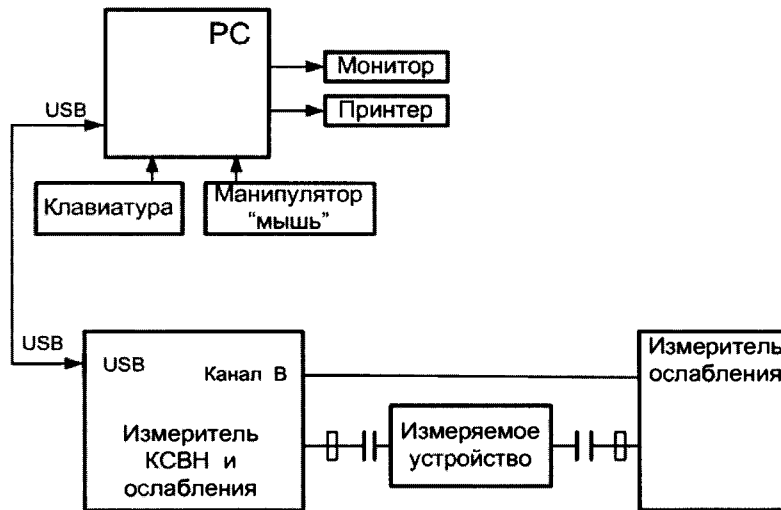 PC
Монитор
Принтер
USB
Клавиатура
Манипулятор
“мышь”
USB
USB
Канал В
Измеритель
КСВН и
ослабления
Измеряемое
устройство
Измеритель
ослабления